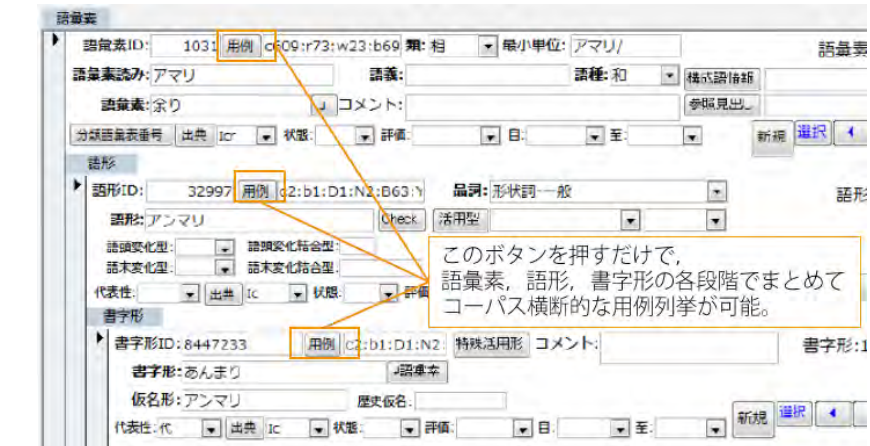 語彙素
語彙素ID: 1031 用例 c609:r73:w23:b69 類: 相 最小単位: アマリ/ 語彙素
語彙素読み: アマリ 語義: 語種: 和 構成語情報
語彙素: 余り コメント: 参照見出し
分類語彙表番号 出典 Icr 状態: 評価: 自: 至: 新規 選択
語形
語形ID: 32997 用例 c2:b1:D1:N2:B63:Y 品詞: 形状詞-一般 語形
語形: アンマリ Check 活用型
語頭変化型: 語頭変化結合型:
語末変化型: 語末変化結合型:
代表性: 出典 Ic 状態: 評価
このボタンを押すだけで,
語彙素, 語形, 書字形の各段階でまとめて
コーパス横断的な用例列挙が可能。
書字形
書字形ID: 8447233 用例 c2:b1:D1:N2: 特殊活用形 コメント: 書字形:1
書字形: あんまり
仮名形: アンマリ 歴史仮名:
代表性: 代 出典 Ic 状態: 評価: 自: 至: 新規 選択